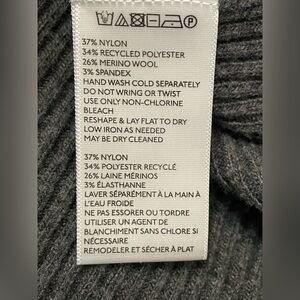 37% NYLON
34% RECYCLED POLYESTER
26% MERINO WOOL
3% SPANDEX
HAND WASH COLD SEPARATELY
DO NOT WRING OR TWIST
USE ONLY NON-CHLORINE
BLEACH
RESHAPE & LAY FLAT TO DRY
LOW IRON AS NEEDED
MAY BE DRY CLEANED
37% NYLON
34% POLYESTER RECYCLÉ
26% LAINE MÉRINOS
3% ÉLASTHANNE
LAVER SÉPARÉMENT À LA MAIN À
L'EAU FROIDE
NE PAS ESSORER OU TORDRE
UTILISER UN AGENT DE
BLANCHIMENT SANS CHLORE SI
NÉCESSAIRE
REMODELER ET SÉCHER À PLAT